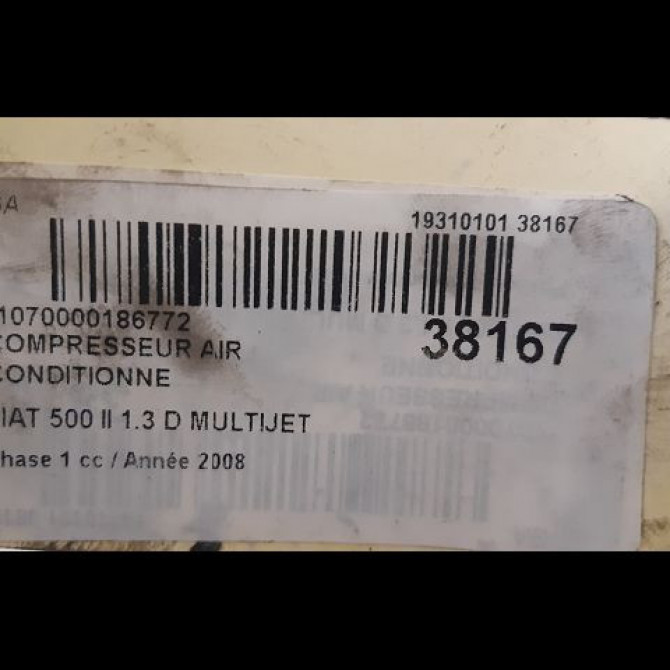 19310101 38167
1070000186772
38167
COMPRESSEUR AIR
CONDITIONNE
IAT 500 II 1.3 D MULTIJET
hase 1 cc / Année 2008